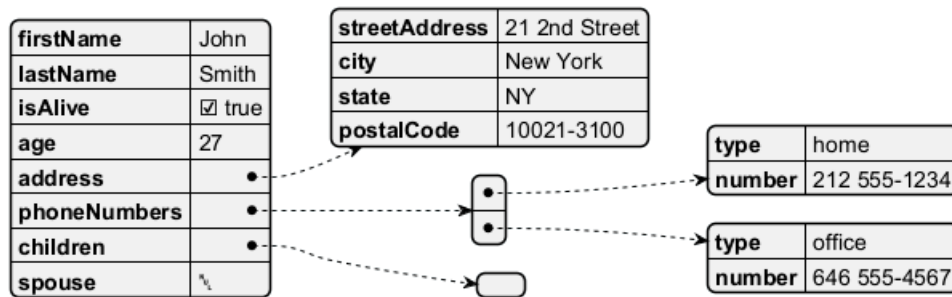 firstName John
lastName Smith
isAlive ☑ true
age 27
address
phoneNumbers
children
spouse ␀
streetAddress 21 2nd Street
city New York
state NY
postalCode 10021-3100
type home
number 212 555-1234
type office
number 646 555-4567